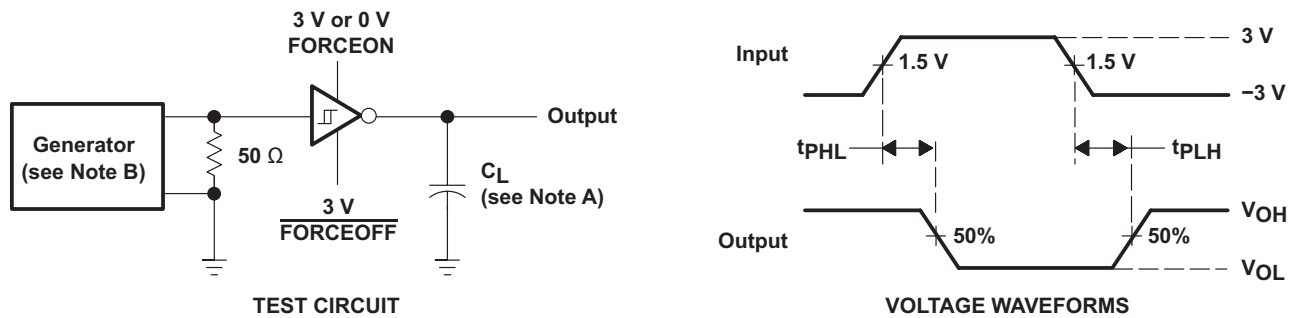 3 V or 0 V
FORCEON
Generator
(see Note B)
50 Ω
Output
CL
(see Note A)
3 V
FORCEOFF
TEST CIRCUIT
Input
1.5 V
1.5 V
3 V
−3 V
tPHL
tPLH
Output
50%
50%
VOH
VOL
VOLTAGE WAVEFORMS